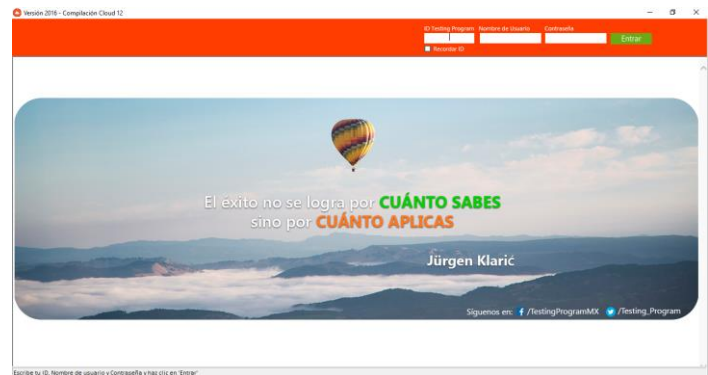 Versión 2016 - Compilación Cloud 12
ID Testing Program Nombre de Usuario Contraseña
Entrar
Recordar ID
El éxito no se logra por CUÁNTO SABES
sino por CUÁNTO APLICAS
Jürgen Klarić
Síguenos en: /TestingProgramMX /Testing_Program
Escribe tu ID, Nombre de usuario y Contraseña y haz clic en 'Entrar'